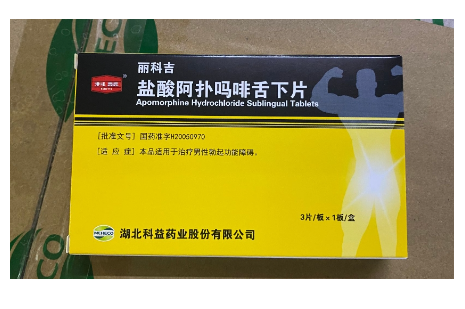 丽科吉
盐酸阿扑吗啡舌下片
Apomorphine Hydrochloride Sublingual Tablets
[批准文号] 国药准字H20050970
[适 应 症] 本品适用于治疗男性勃起功能障碍。
3片/板×1板/盒
湖北科益药业股份有限公司